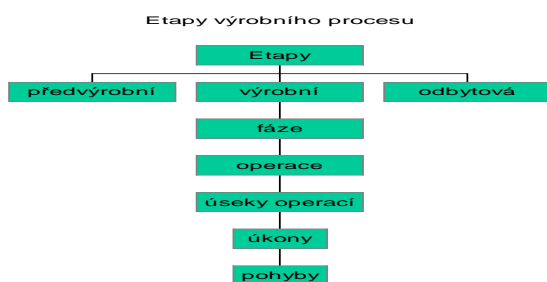 Etapy výrobního procesu
Etapy
předvýrobní výrobní odbytová
fáze
operace
úseky operací
úkony
pohyby